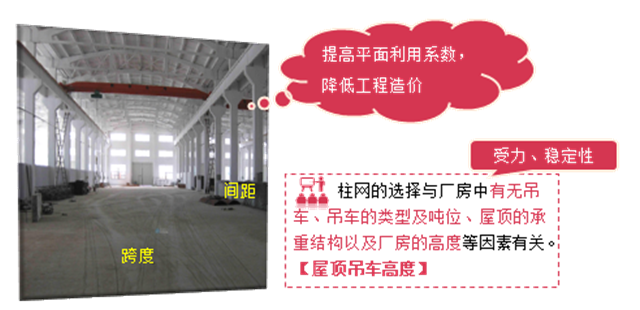 提高平面利用系数，
降低工程造价
受力、稳定性
柱网的选择与厂房中有无吊
车、吊车的类型及吨位、屋顶的承
重结构以及厂房的高度等因素有关。
【屋顶吊车高度】
间距
跨度